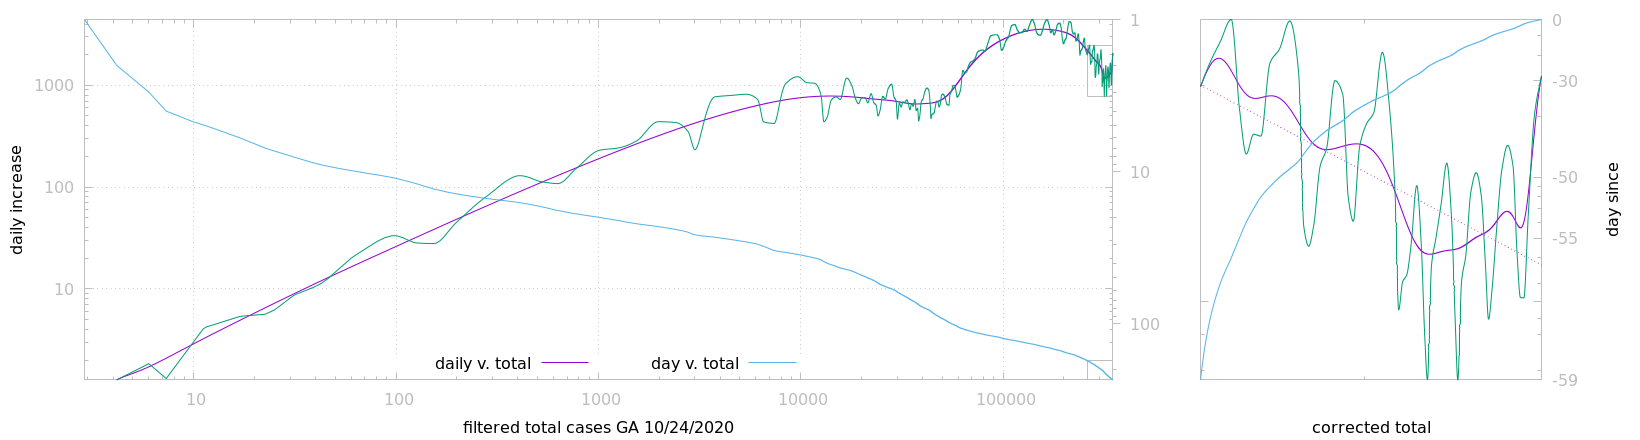 1000
100
10
daily increase
1
10
100
daily v. total
day v. total
10
100
1000
10000
100000
filtered total cases GA 10/24/2020
0
-30
-50
-55
-59
day since
corrected total